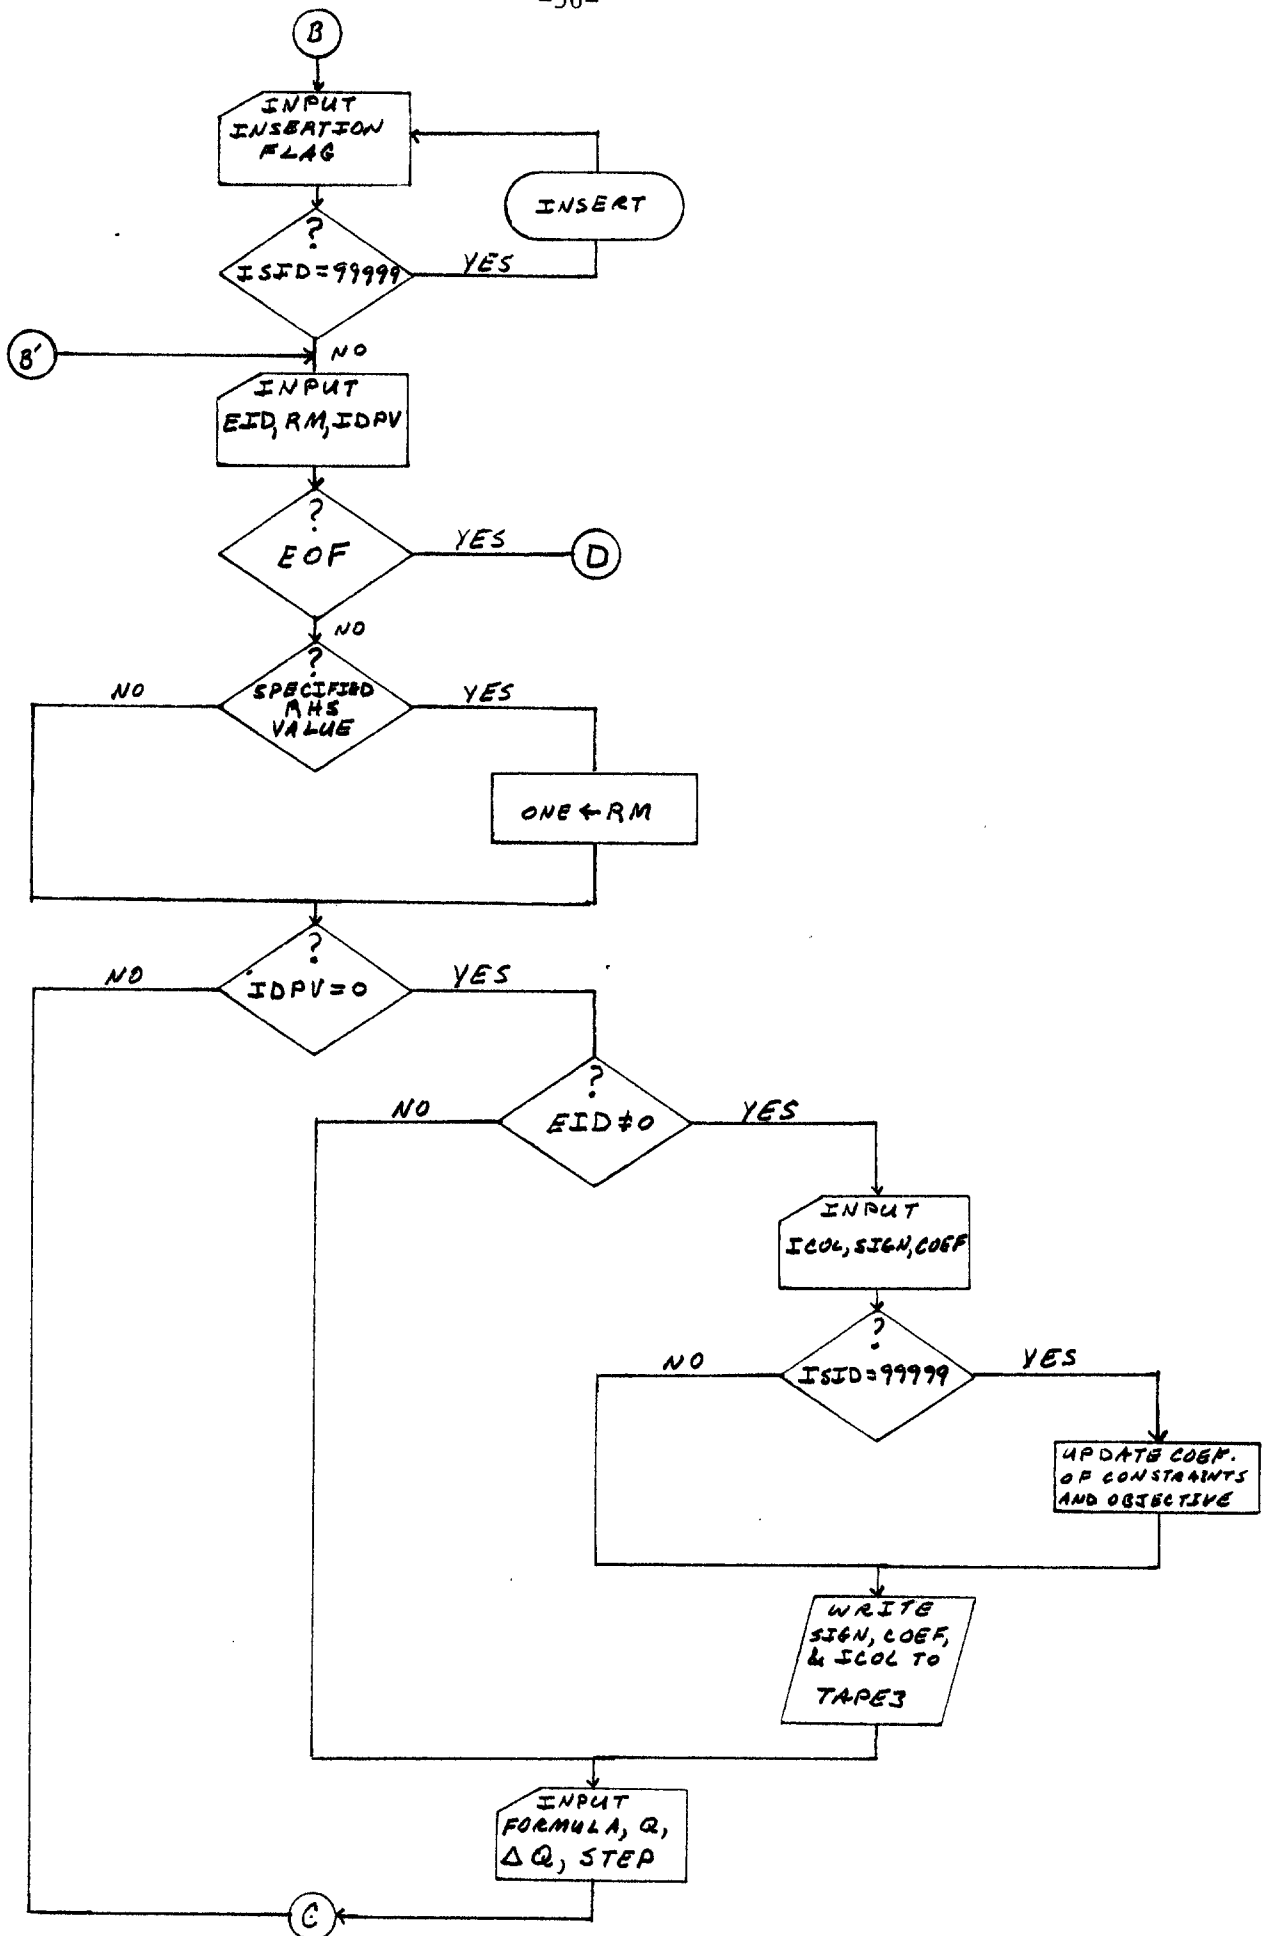 B
INPUT
INSERTION
FLAG
INSERT
?
ISID=99999
YES
B'
NO
INPUT
EID, RM, IDPV
?
EOF
YES
D
NO
?
SPECIFIED
RHS
VALUE
NO
YES
ONE ← RM
?
IDPV=0
NO
YES
?
EID≠0
NO
YES
INPUT
ICOL, SIGN, COEF
?
ISID=99999
NO
YES
UPDATE COEF.
OF CONSTRAINTS
AND OBJECTIVE
WRITE
SIGN, COEF,
& ICOL TO
TAPE3
INPUT
FORMULA, Q,
Δ Q, STEP
C